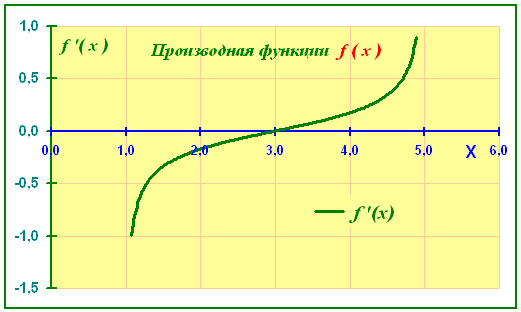 1,0
f '( x )
Производная функции f ( x )
0,5
0,0
0,0 1,0 2,0 3,0 4,0 5,0 6,0
X
-0,5
f '(x)
-1,0
-1,5